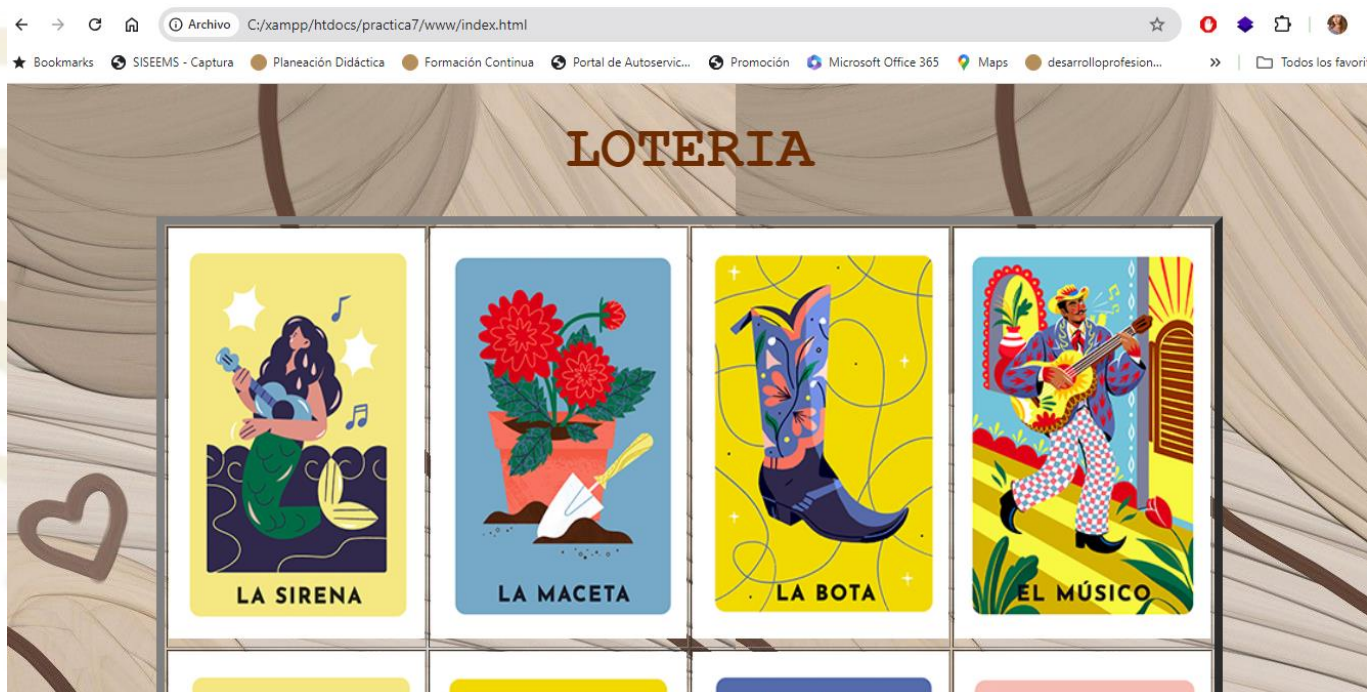 Archivo C:/xampp/htdocs/practica7/www/index.html
Bookmarks SISEEMS - Captura Planeación Didáctica Formación Continua Portal de Autoservic... Promoción Microsoft Office 365 Maps desarrolloprofesion... » Todos los favori
LOTERIA
LA SIRENA LA MACETA LA BOTA EL MÚSICO